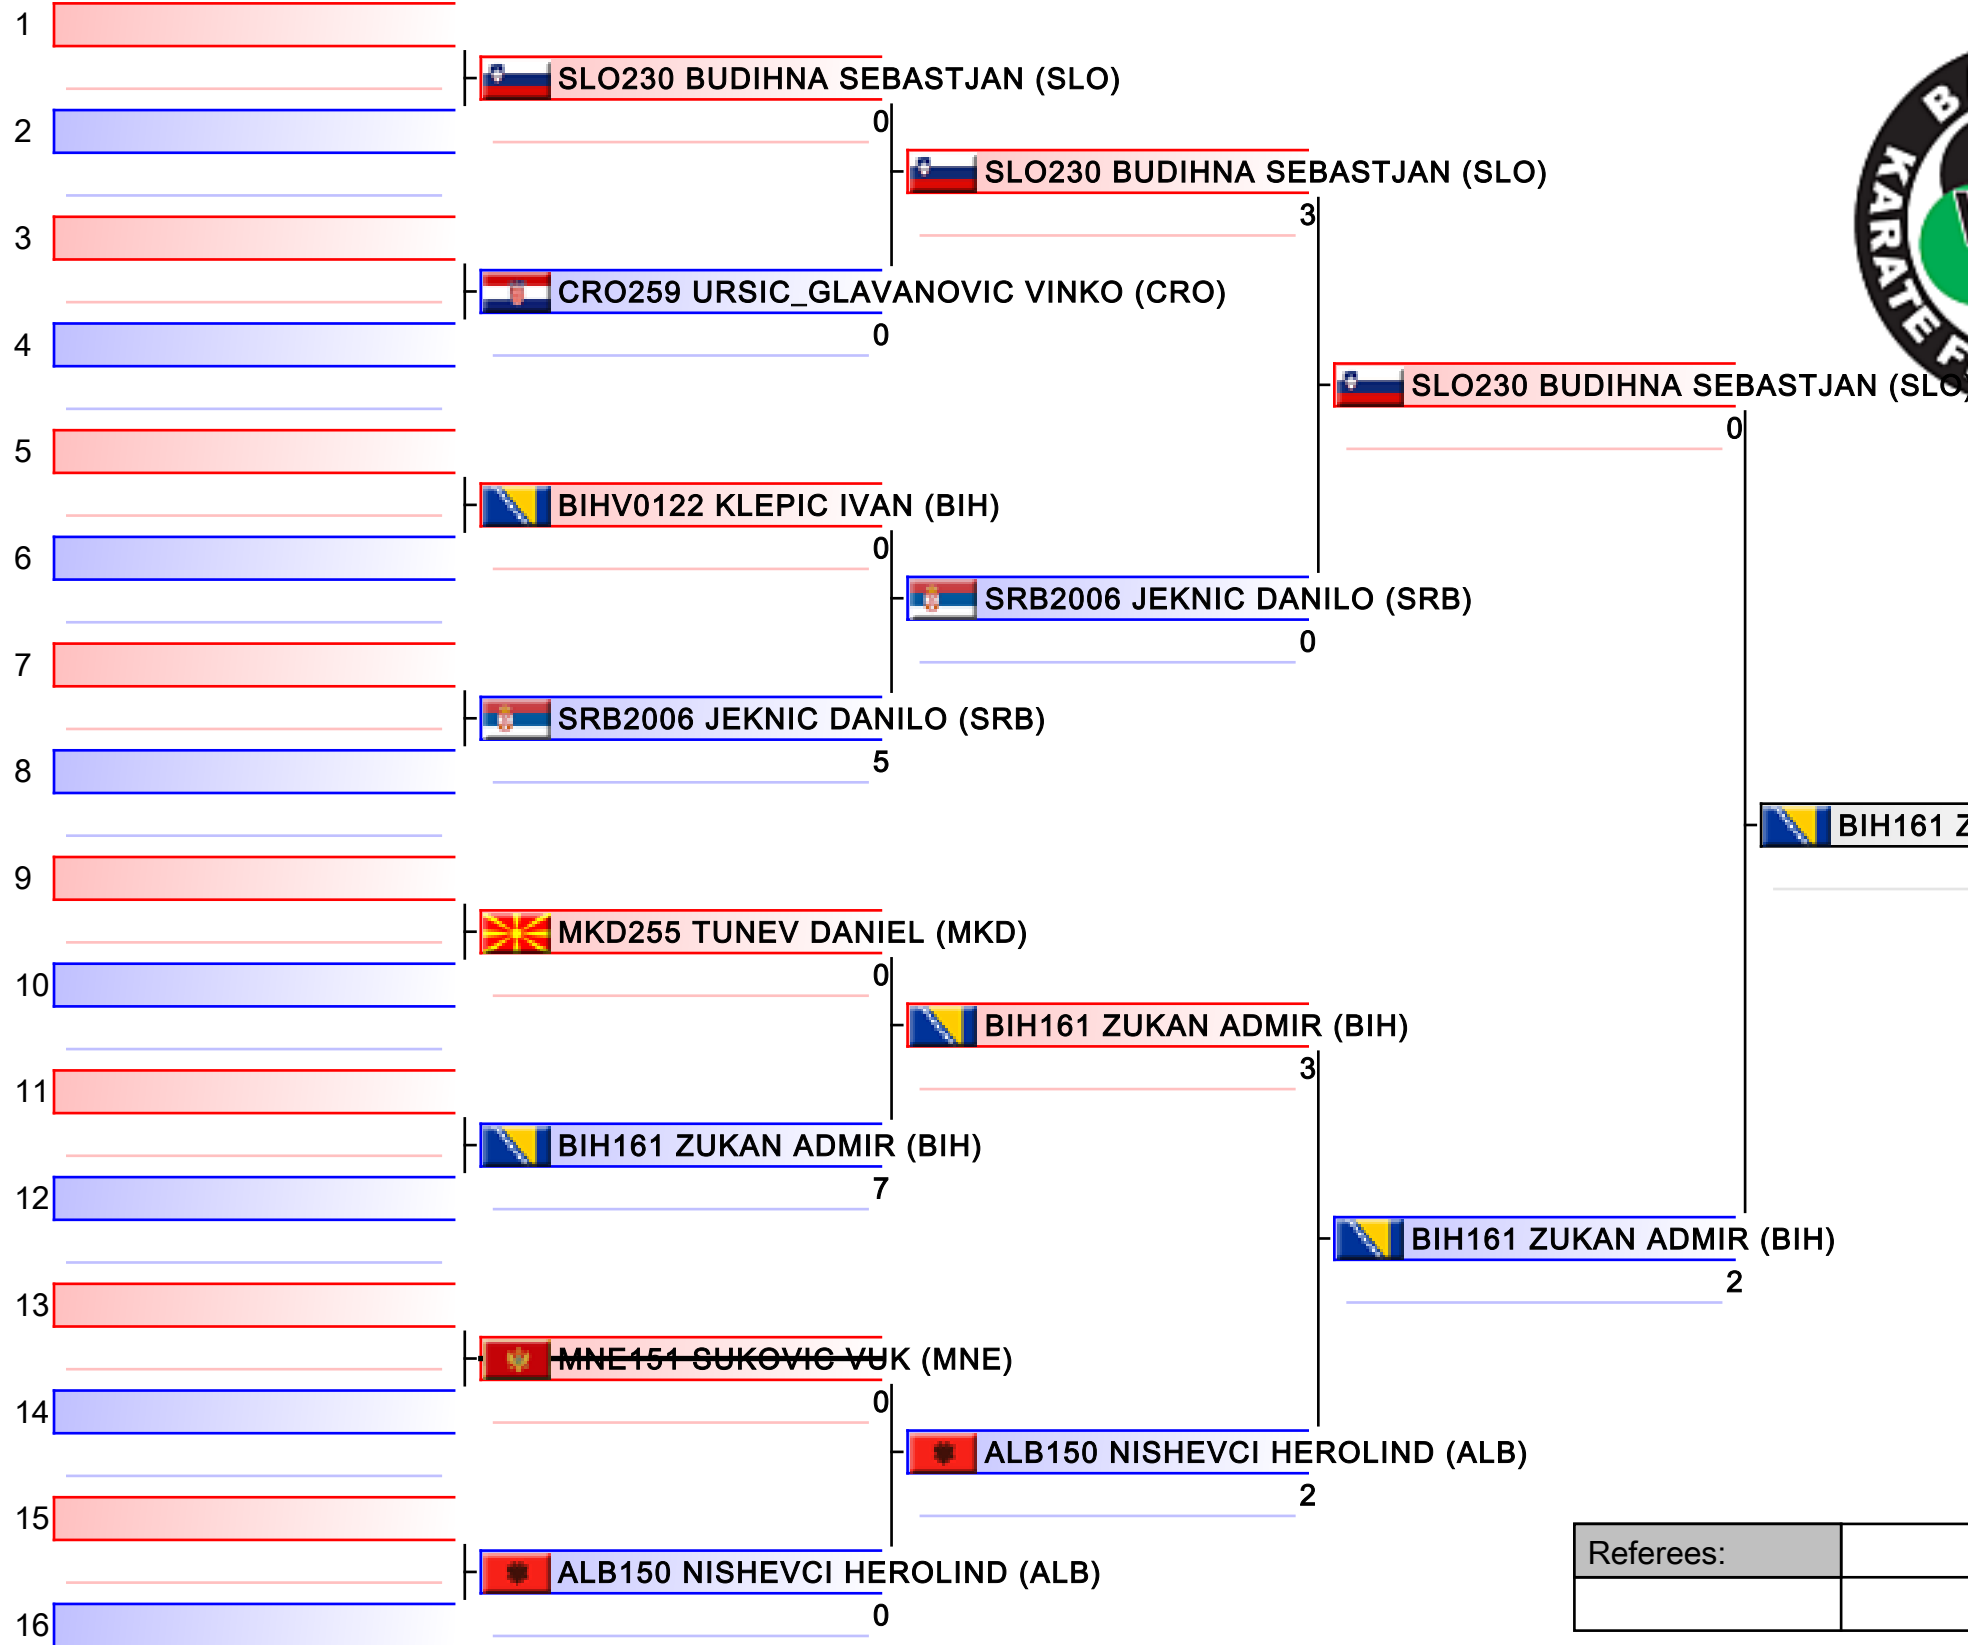 1
SLO230 BUDIHNA SEBASTJAN (SLO)
0
2
SLO230 BUDIHNA SEBASTJAN (SLO)
3
3
CRO259 URSIC_GLAVANOVIC VINKO (CRO)
0
4
SLO230 BUDIHNA SEBASTJAN (SLO)
0
5
BIHV0122 KLEPIC IVAN (BIH)
0
6
SRB2006 JEKNIC DANILO (SRB)
0
7
SRB2006 JEKNIC DANILO (SRB)
5
8
BIH161
9
MKD255 TUNEV DANIEL (MKD)
0
10
BIH161 ZUKAN ADMIR (BIH)
3
11
BIH161 ZUKAN ADMIR (BIH)
7
12
BIH161 ZUKAN ADMIR (BIH)
2
13
MNE151 SUKOVIC VUK (MNE)
0
14
ALB150 NISHEVCI HEROLIND (ALB)
2
15
ALB150 NISHEVCI HEROLIND (ALB)
0
16
KARATE
Referees: